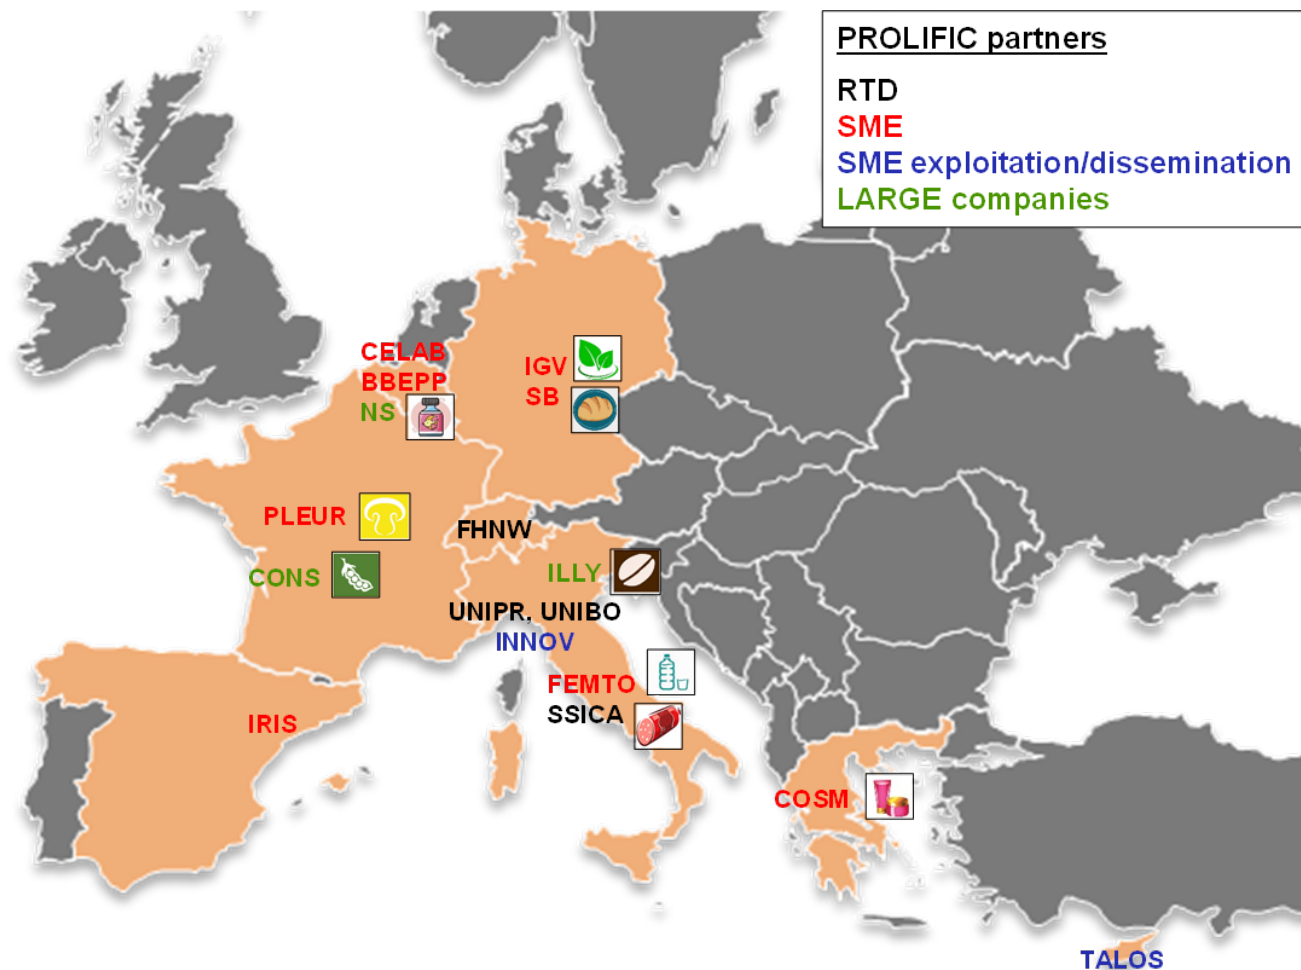 PROLIFIC partners
RTD
SME
SME exploitation/dissemination
LARGE companies
CELAB
BBEPP
NS
IGV
SB
PLEUR
FHNW
CONS
ILLY
UNIPR, UNIBO
INNOV
FEMTO
SSICA
IRIS
COSM
TALOS